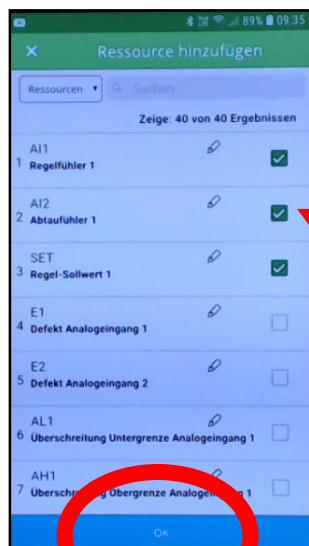 89% 09:35
Ressource hinzufügen
Ressourcen Suchen
Zeige: 40 von 40 Ergebnissen
AI1
1 Regelfühler 1
AI2
2 Abtaufühler 1
SET
3 Regel-Sollwert 1
E1
4 Defekt Analogeingang 1
E2
5 Defekt Analogeingang 2
AL1
6 Überschreitung Untergrenze Analogeingang 1
AH1
7 Überschreitung Obergrenze Analogeingang 1
OK